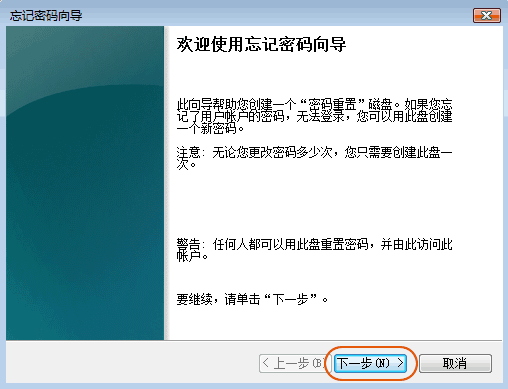 忘记密码向导
欢迎使用忘记密码向导
此向导帮助您创建一个“密码重置”磁盘。如果您忘
记了用户帐户的密码，无法登录，您可以用此盘创建
一个新密码。
注意: 无论您更改密码多少次，您只需要创建此盘一
次。
警告: 任何人都可以用此盘重置密码，并由此访问此
帐户。
要继续，请单击“下一步”。
< 上一步(B) 下一步(N) > 取消